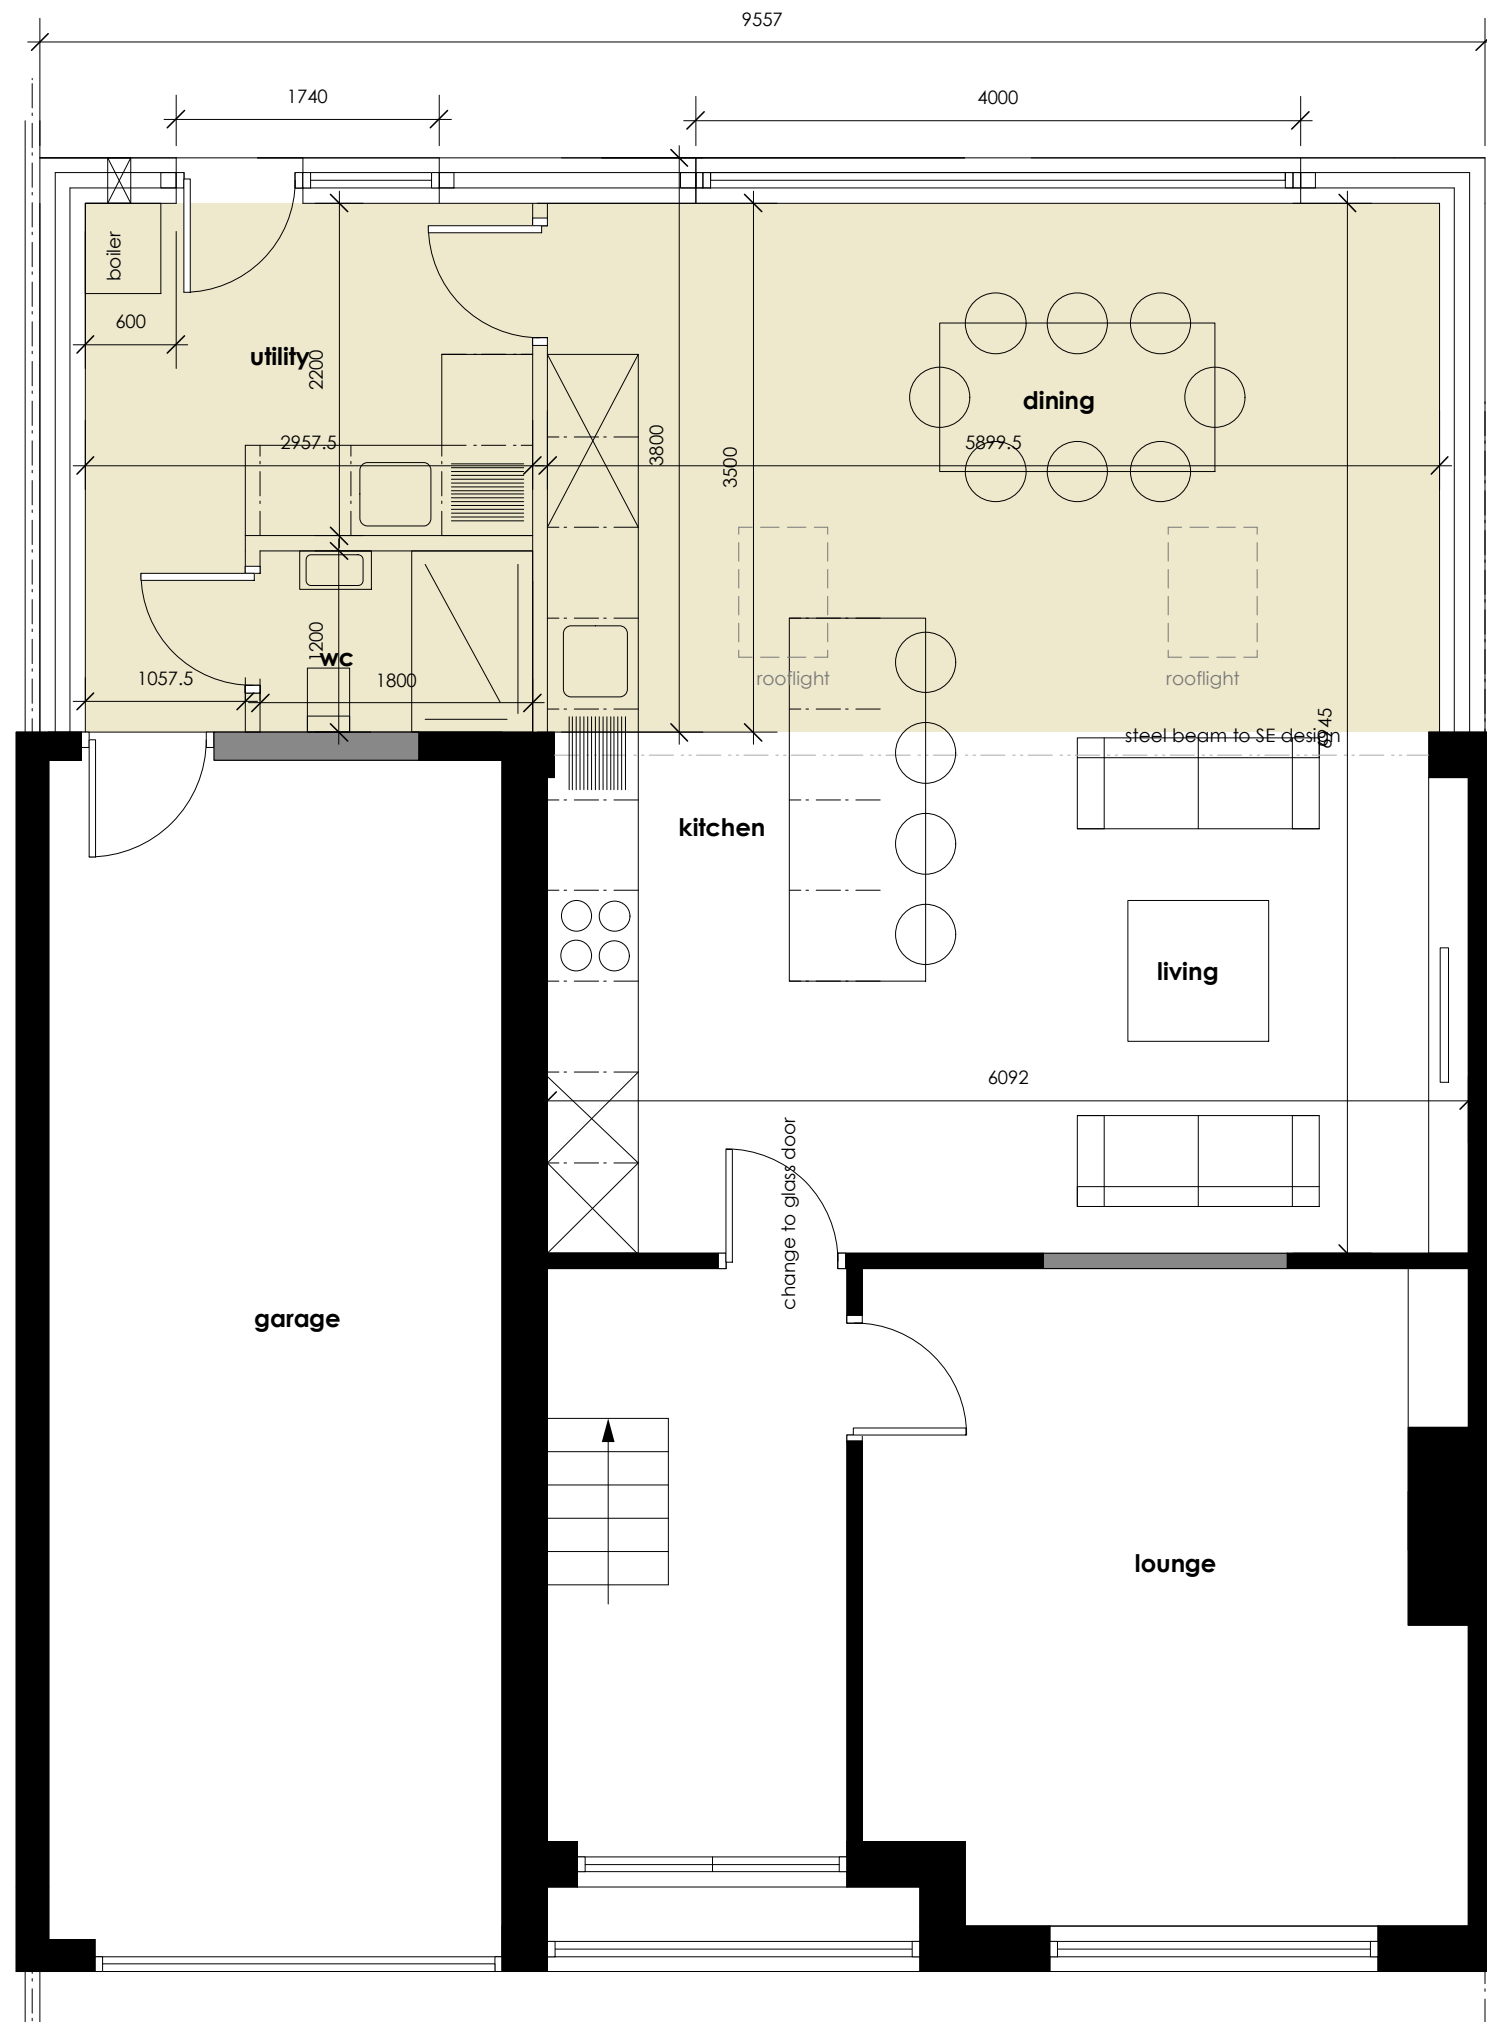 9557
1740
4000
boiler
600
utility
2200
dining
2957.5
3800
3500
5899.5
1200
wc
1057.5
1800
rooflight
rooflight
steel beam to SE design
6945
kitchen
living
6092
change to glass door
garage
lounge